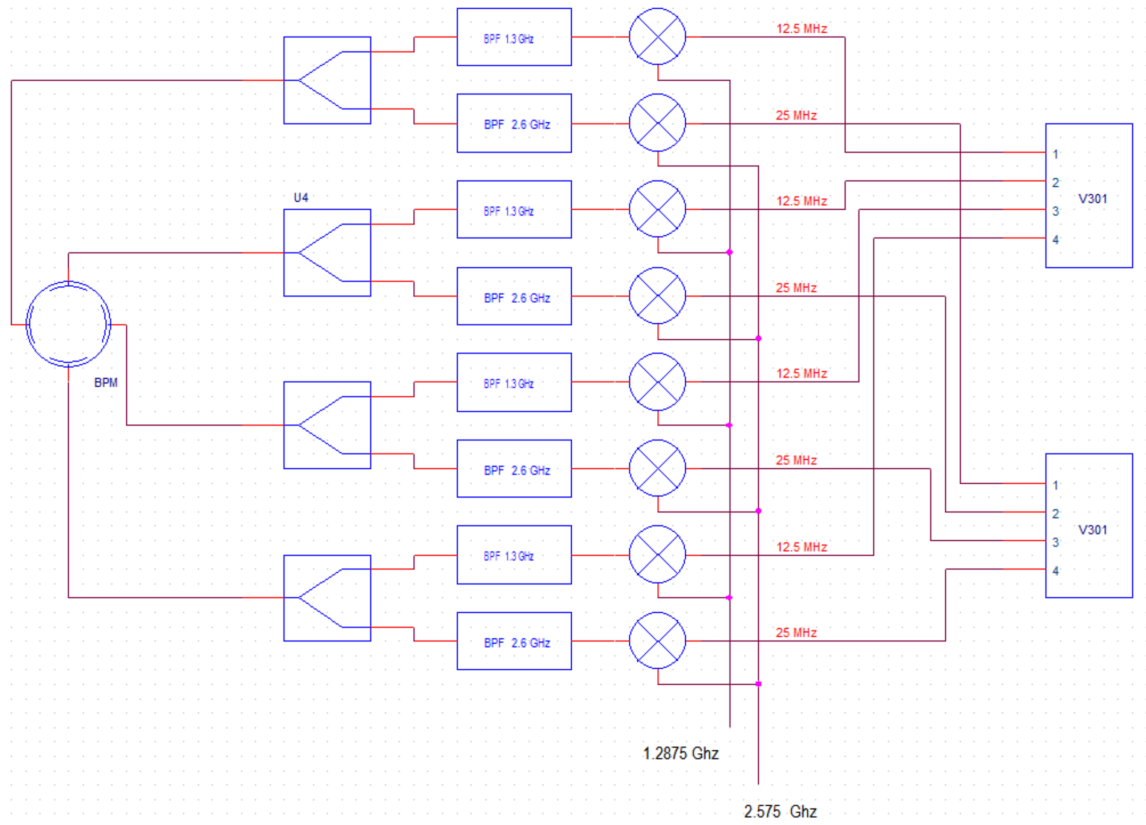 BPF 1.3 GHz
12.5 MHz
BPF 2.6 GHz
25 MHz
1
2
3
4
V301
U4
BPF 1.3 GHz
12.5 MHz
BPF 2.6 GHz
25 MHz
BPM
BPF 1.3 GHz
12.5 MHz
BPF 2.6 GHz
25 MHz
1
2
3
4
V301
BPF 1.3 GHz
12.5 MHz
BPF 2.6 GHz
25 MHz
1.2875 Ghz
2.575 Ghz